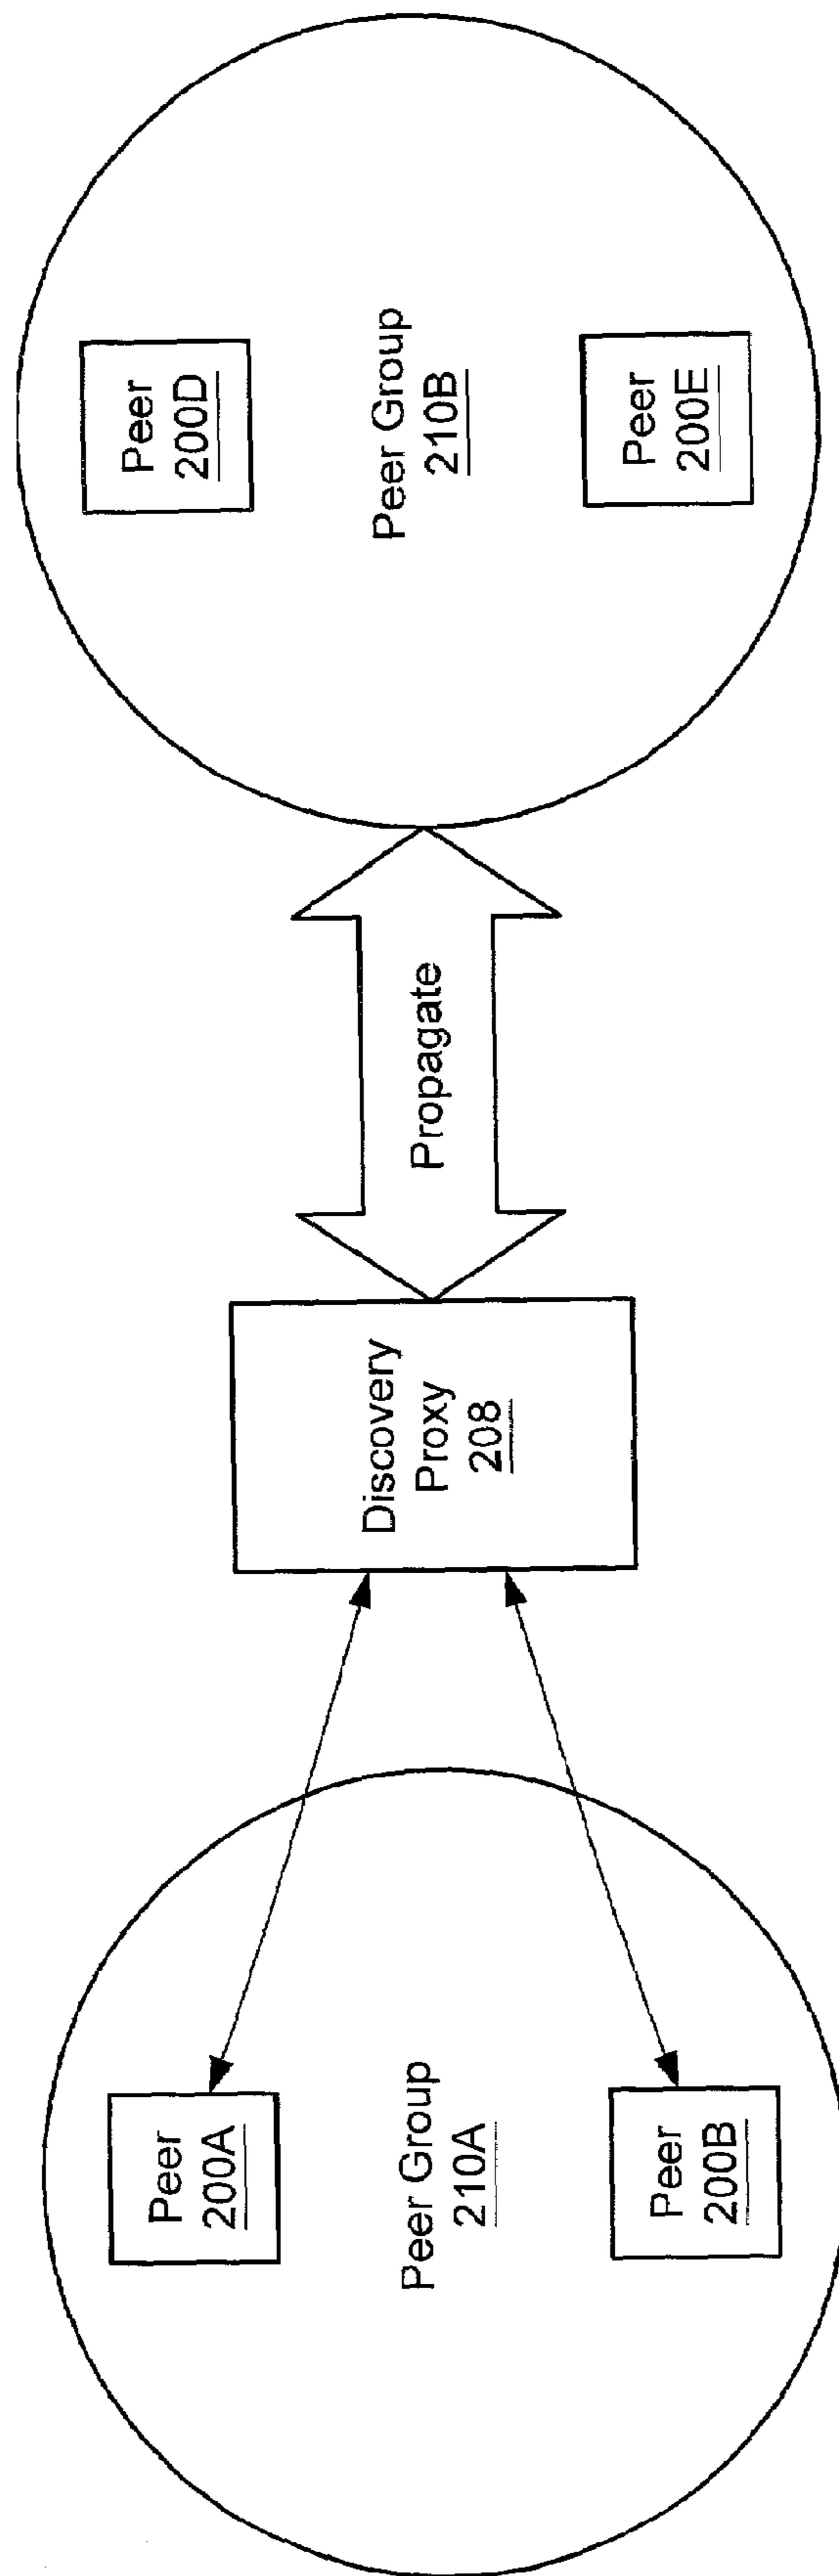 Peer
200A
Peer Group
210A
Peer
200B
Discovery
Proxy
208
Propagate
Peer
200D
Peer Group
210B
Peer
200E